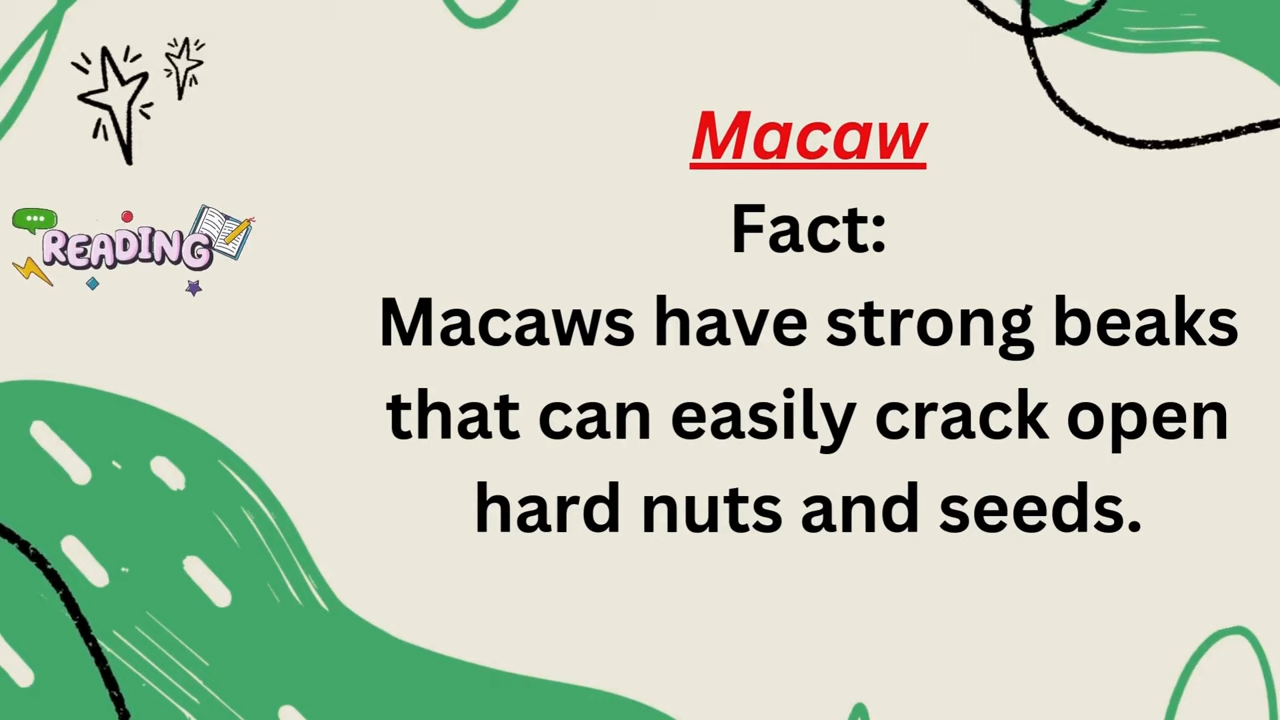 Macaw
READING
Fact:
Macaws have strong beaks
that can easily crack open
hard nuts and seeds.